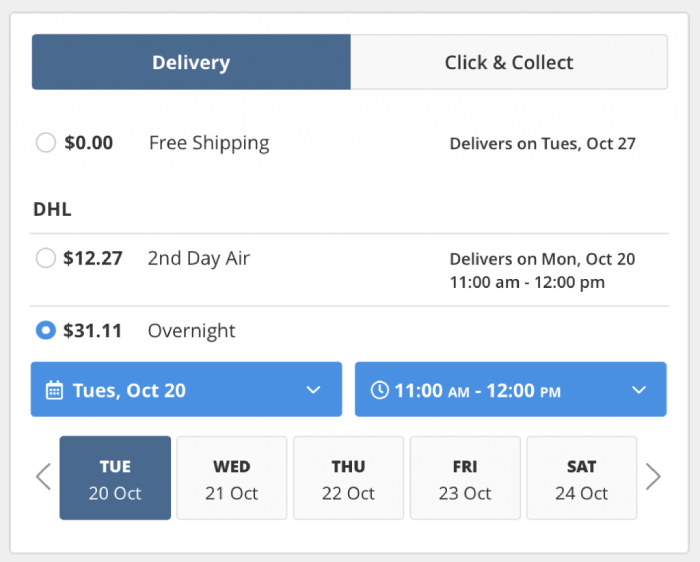 Delivery Click & Collect
$0.00 Free Shipping Delivers on Tues, Oct 27
DHL
$12.27 2nd Day Air Delivers on Mon, Oct 20
11:00 am - 12:00 pm
$31.11 Overnight
Tues, Oct 20 11:00 AM - 12:00 PM
TUE WED THU FRI SAT
20 Oct 21 Oct 22 Oct 23 Oct 24 Oct